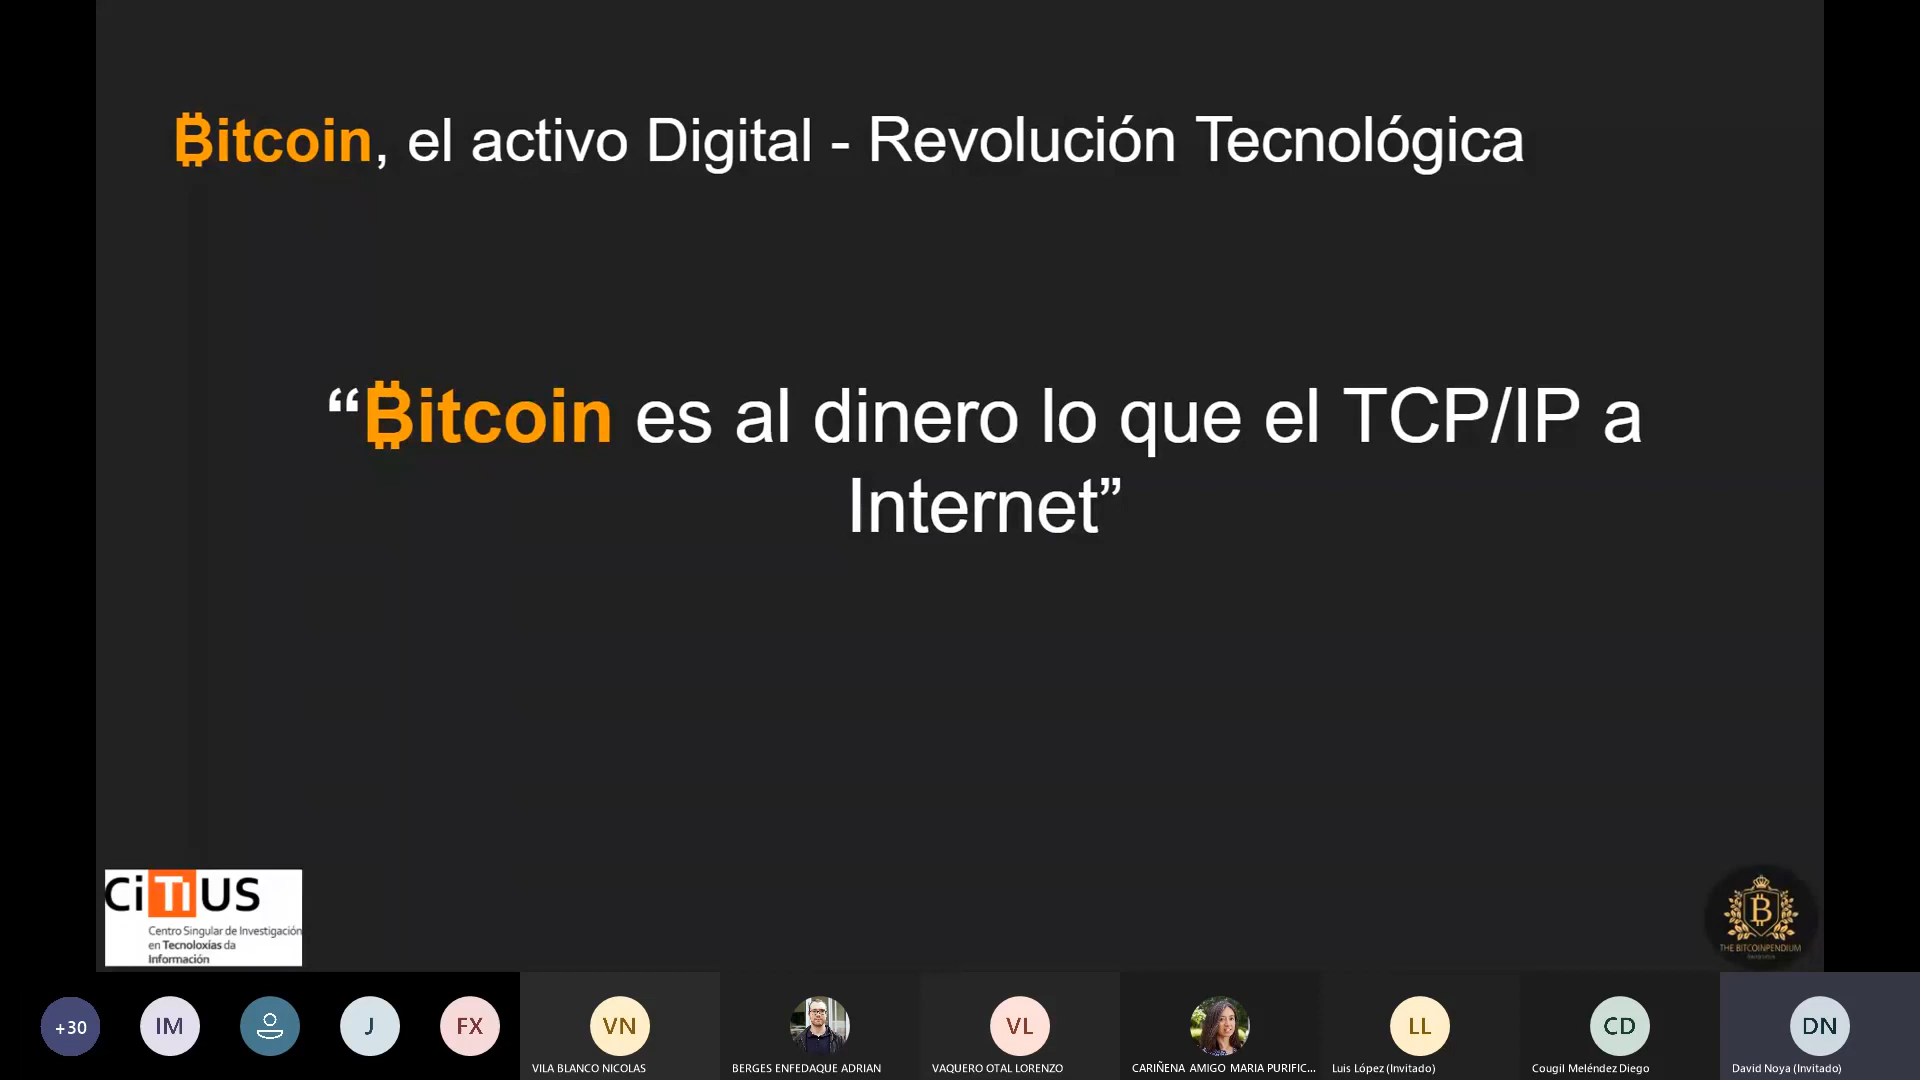 ₿itcoin, el activo Digital - Revolución Tecnológica
“₿itcoin es al dinero lo que el TCP/IP a
Internet”
CiTIUS
Centro Singular de Investigación
en Tecnoloxías da
Información
B
THE BITCOINPENDIUM
+30
IM
J
FX
VN
VL
LL
CD
DN
VILA BLANCO NICOLAS
BERGES ENFEDAQUE ADRIAN
VAQUERO OTAL LORENZO
CARIÑENA AMIGO MARIA PURIFIC...
Luis López (Invitado)
Cougil Meléndez Diego
David Noya (Invitado)